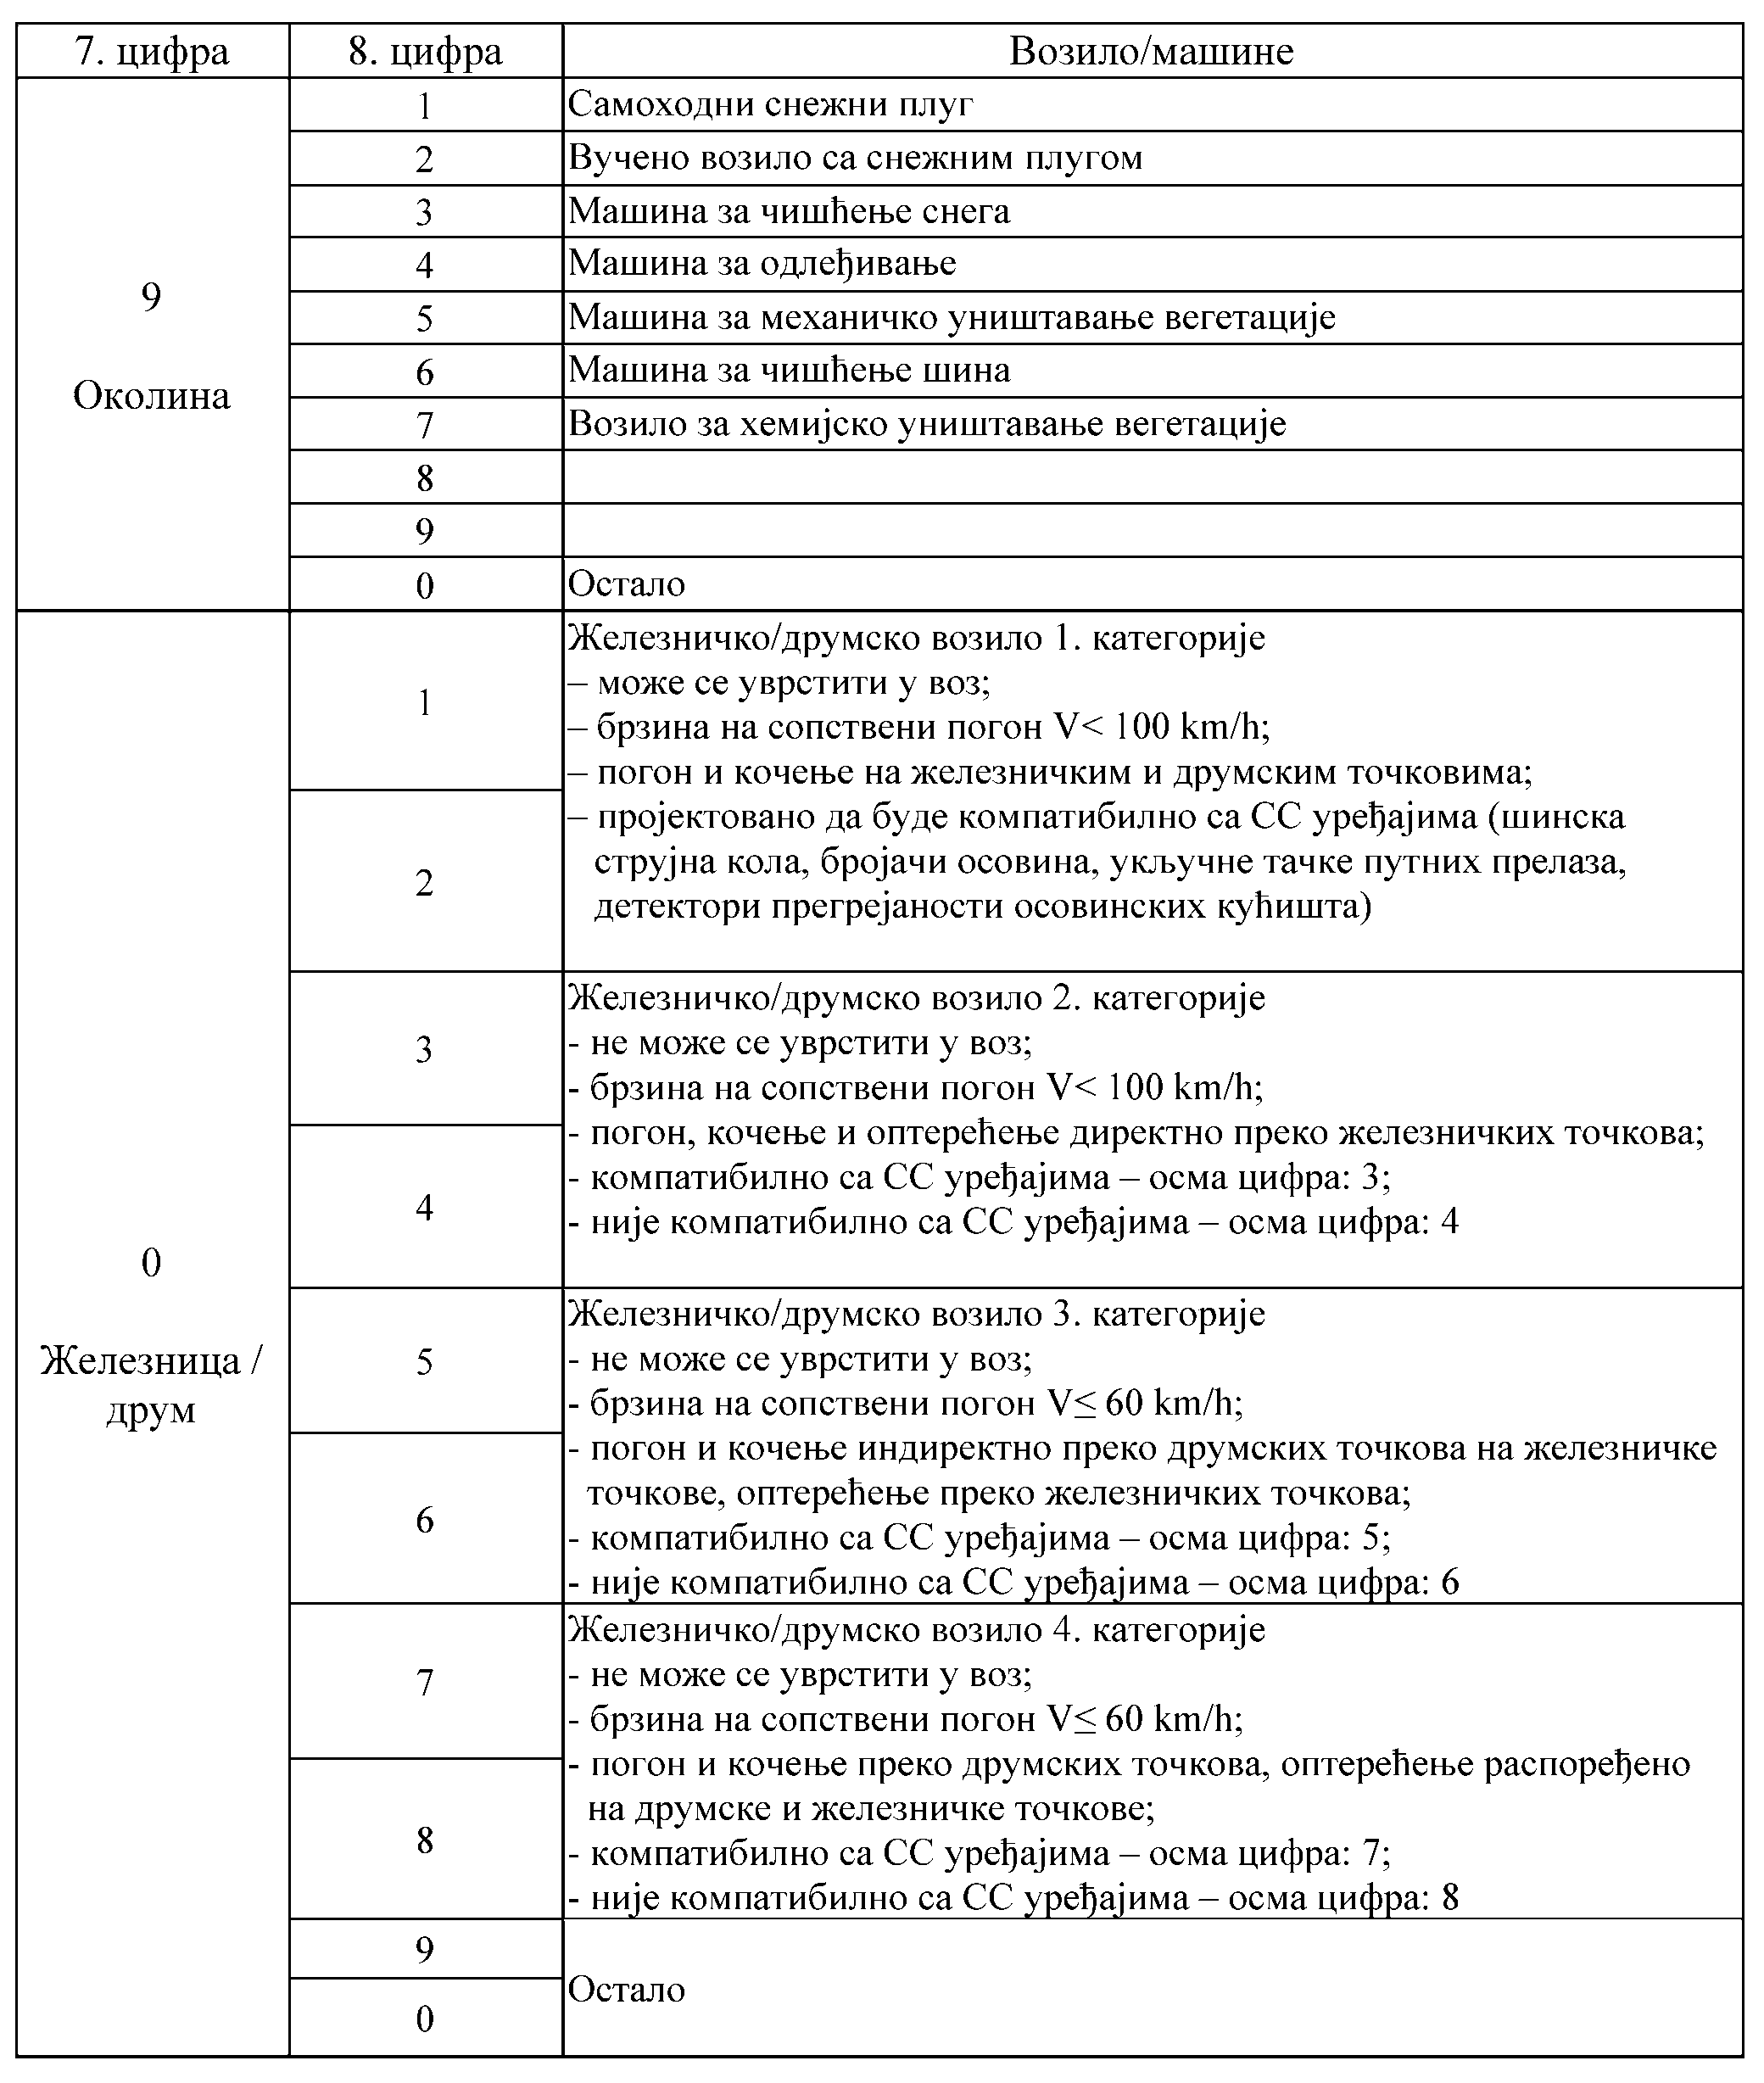 7. цифра 8. цифра Возило/машине
9
Околина
1 Самоходни снежни плуг
2 Вучено возило са снежним плугом
3 Машина за чишћење снега
4 Машина за одлеђивање
5 Машина за механичко уништавање вегетације
6 Машина за чишћење шина
7 Возило за хемијско уништавање вегетације
8
9
0 Остало
0
Железница /
друм
1
2
Железничко/друмско возило 1. категорије
– може се уврстити у воз;
– брзина на сопствени погон V< 100 km/h;
– погон и кочење на железничким и друмским точковима;
– пројектовано да буде компатибилно са СС уређајима (шинска
струјна кола, бројачи осовина, укључне тачке путних прелаза,
детектори прегрејаности осовинских кућишта)
3
4
Железничко/друмско возило 2. категорије
- не може се уврстити у воз;
- брзина на сопствени погон V< 100 km/h;
- погон, кочење и оптерећење директно преко железничких точкова;
- компатибилно са СС уређајима – осма цифра: 3;
- није компатибилно са СС уређајима – осма цифра: 4
5
6
Железничко/друмско возило 3. категорије
- не може се уврстити у воз;
- брзина на сопствени погон V≤ 60 km/h;
- погон и кочење индиректно преко друмских точкова на железничке
точкове, оптерећење преко железничких точкова;
- компатибилно са СС уређајима – осма цифра: 5;
- није компатибилно са СС уређајима – осма цифра: 6
7
8
Железничко/друмско возило 4. категорије
- не може се уврстити у воз;
- брзина на сопствени погон V≤ 60 km/h;
- погон и кочење преко друмских точкова, оптерећење распоређено
на друмске и железничке точкове;
- компатибилно са СС уређајима – осма цифра: 7;
- није компатибилно са СС уређајима – осма цифра: 8
9
0
Остало